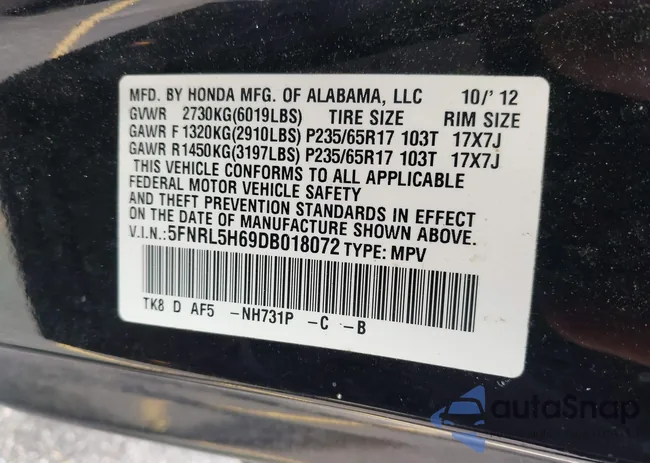 MFD. BY HONDA MFG. OF ALABAMA, LLC 10/'12
GVWR 2730KG(6019LBS) TIRE SIZE RIM SIZE
GAWR F 1320KG(2910LBS) P235/65R17 103T 17X7J
GAWR R1450KG(3197LBS) P235/65R17 103T 17X7J
THIS VEHICLE CONFORMS TO ALL APPLICABLE
FEDERAL MOTOR VEHICLE SAFETY
AND THEFT PREVENTION STANDARDS IN EFFECT
ON THE DATE OF MANUFACTURE SHOWN ABOVE.
V.I.N.:5FNRL5H69DB018072 TYPE: MPV
TK8 D AF5 -NH731P -C -B
autoSnap